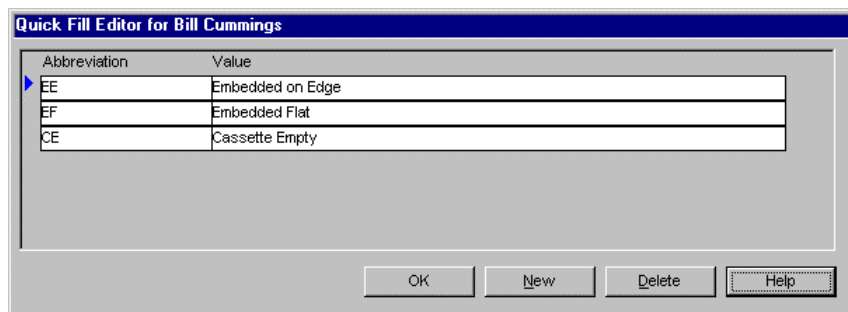 Quick Fill Editor for Bill Cummings
Abbreviation Value
EE Embedded on Edge
EF Embedded Flat
CE Cassette Empty
OK New Delete Help